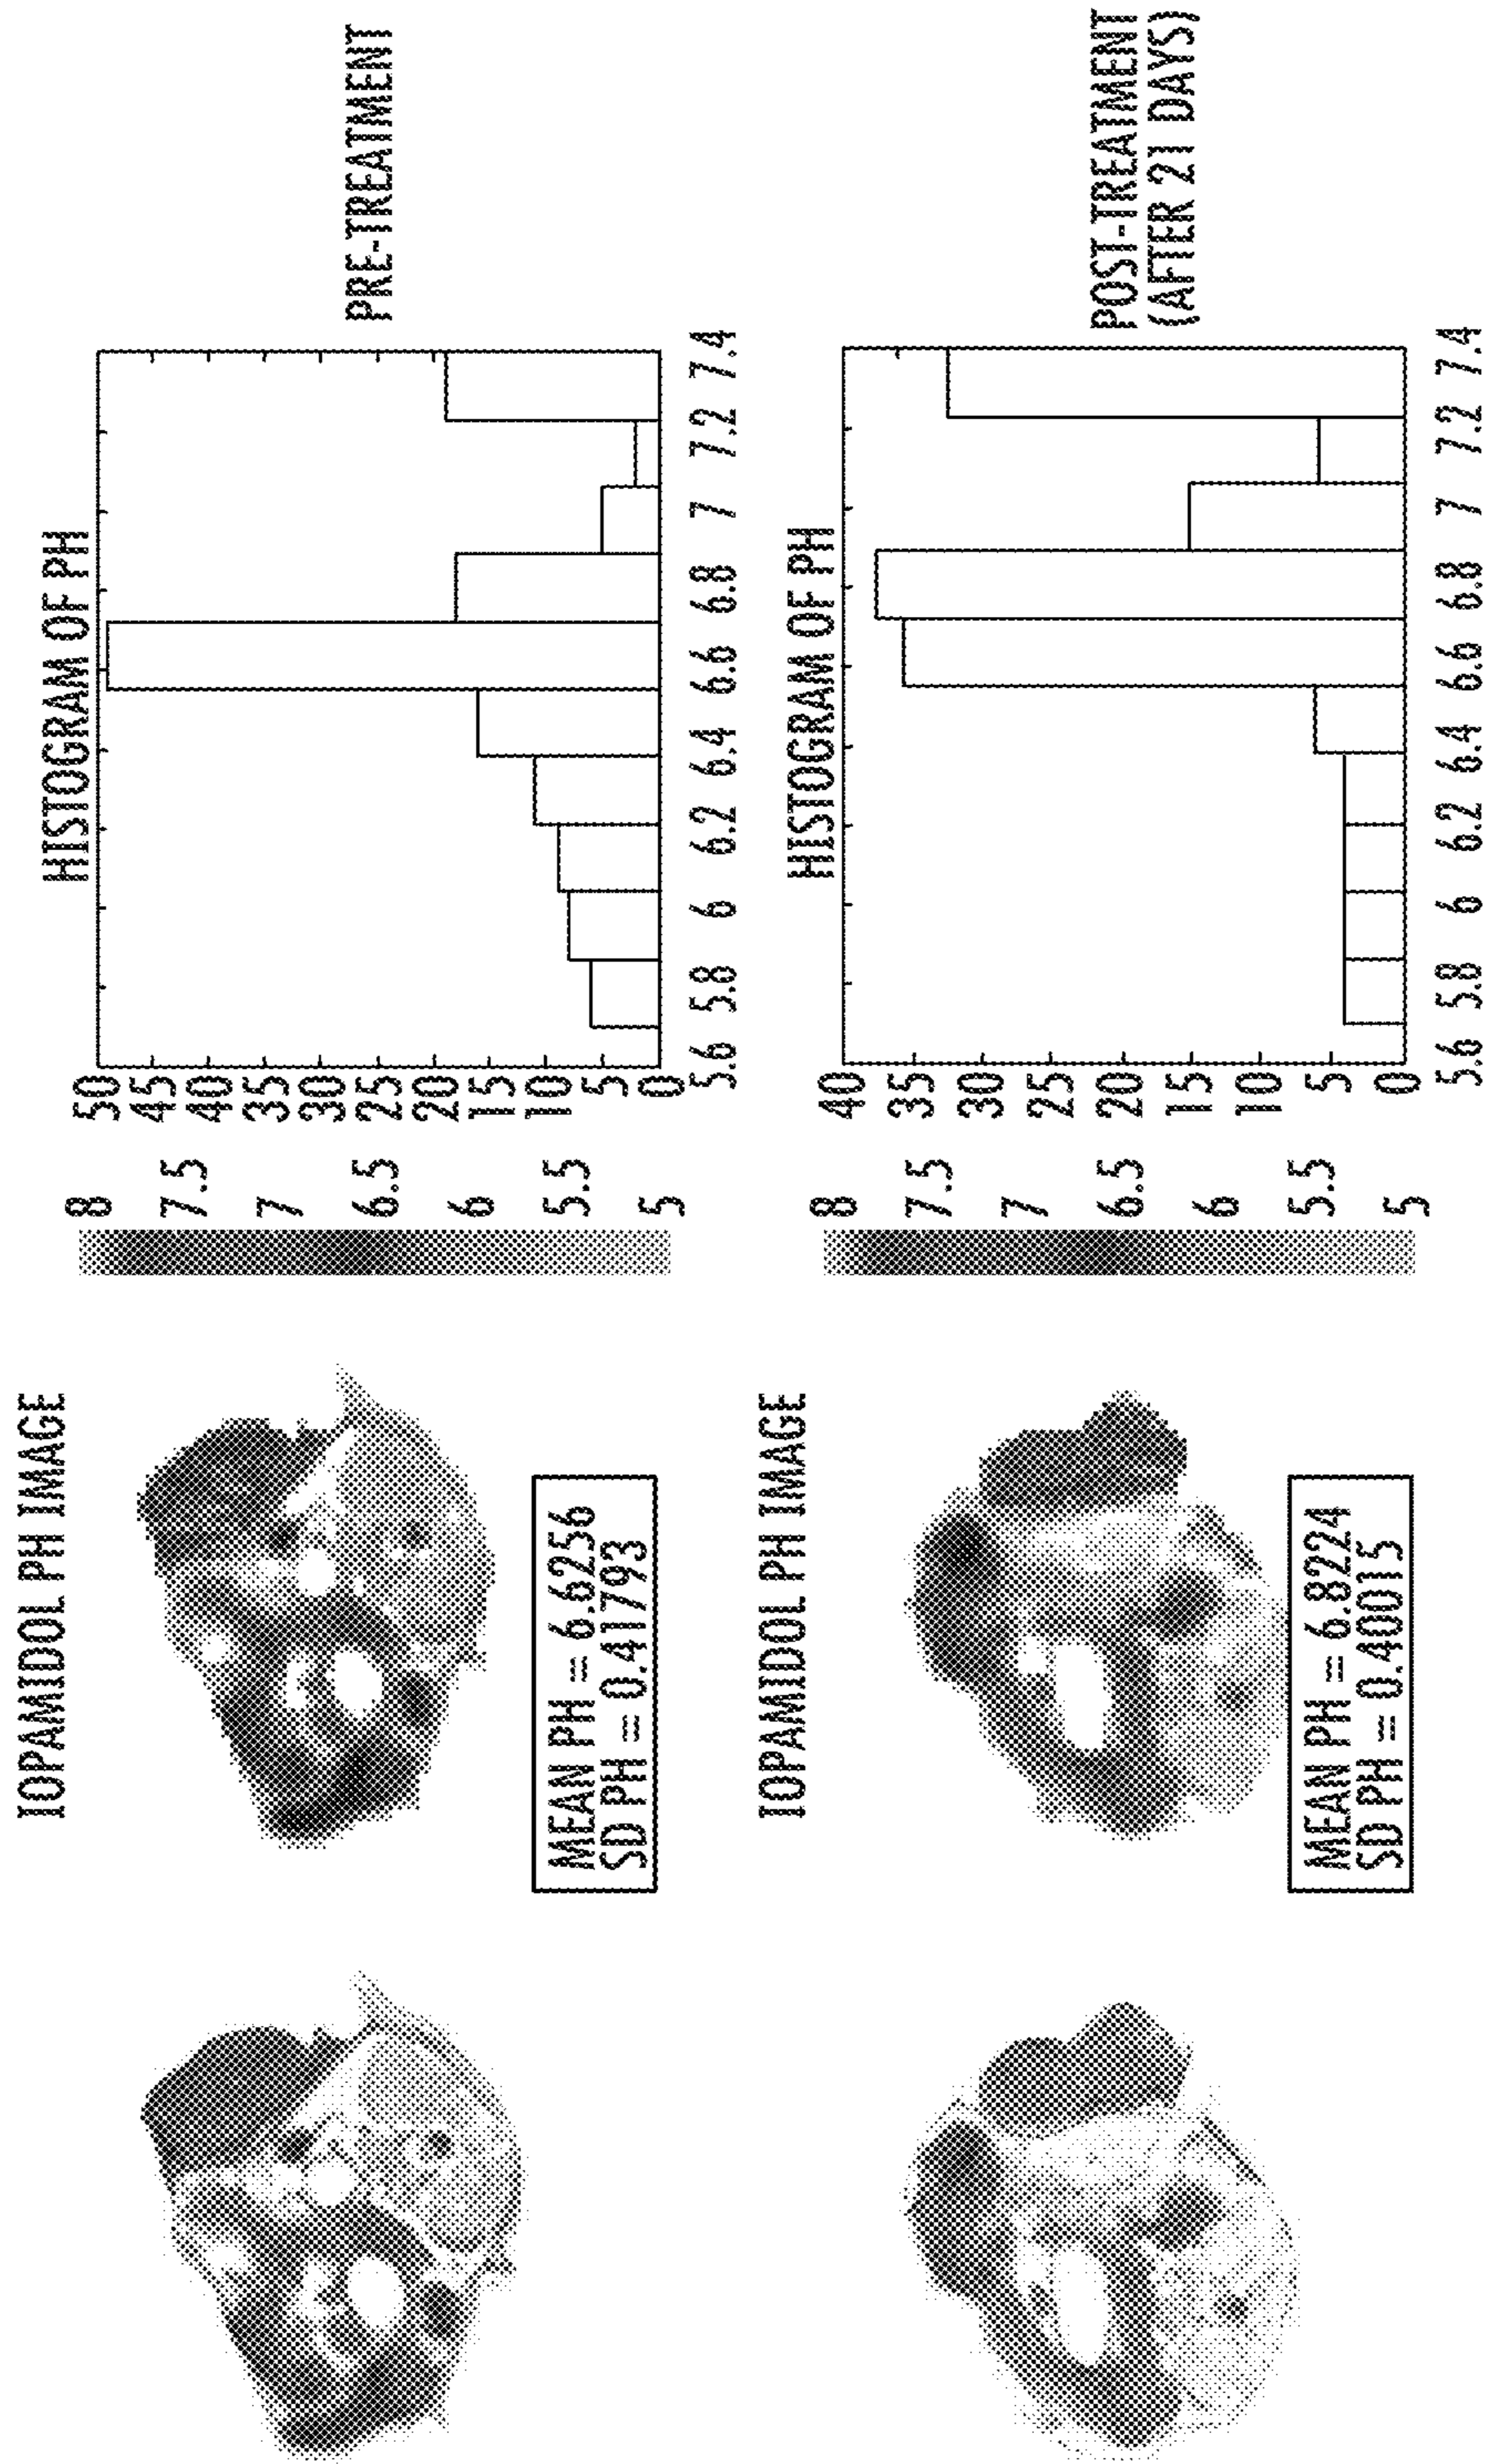 IOPAMIDOL PH IMAGE
MEAN PH = 6.6256
SD PH = 0.41793
8
7.5
7
6.5
6
5.5
5
HISTOGRAM OF PH
50
45
40
35
30
25
20
15
10
5
0
5.6 5.8 6 6.2 6.4 6.6 6.8 7 7.2 7.4
PRE-TREATMENT
IOPAMIDOL PH IMAGE
MEAN PH = 6.8224
SD PH = 0.40015
8
7.5
7
6.5
6
5.5
5
HISTOGRAM OF PH
40
35
30
25
20
15
10
5
0
5.6 5.8 6 6.2 6.4 6.6 6.8 7 7.2 7.4
POST-TREATMENT
(AFTER 21 DAYS)